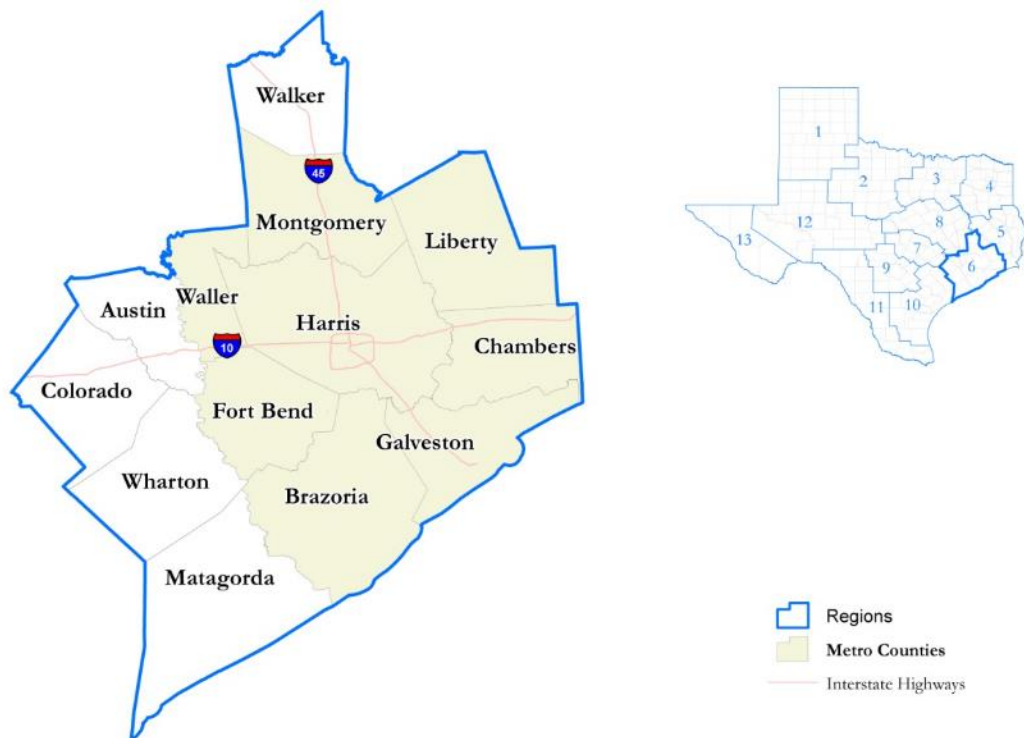 Walker
45
Montgomery
Liberty
Austin
Waller
Harris
10
Chambers
Colorado
Fort Bend
Galveston
Wharton
Brazoria
Matagorda
1
2
3
4
12
8
5
13
7
9
6
11
10
Regions
Metro Counties
Interstate Highways